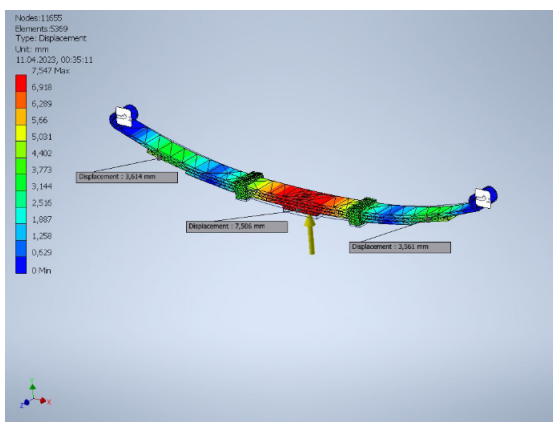 Nodes:11655
Elements:5369
Type: Displacement
Unit: mm
11.04.2023, 00:35:11
7,547 Max
6,918
6,289
5,66
5,031
4,402
3,773
3,144
2,516
1,887
1,258
0,629
0 Min
Displacement : 3,614 mm
Displacement : 7,506 mm
Displacement : 3,561 mm
Y
Z
X